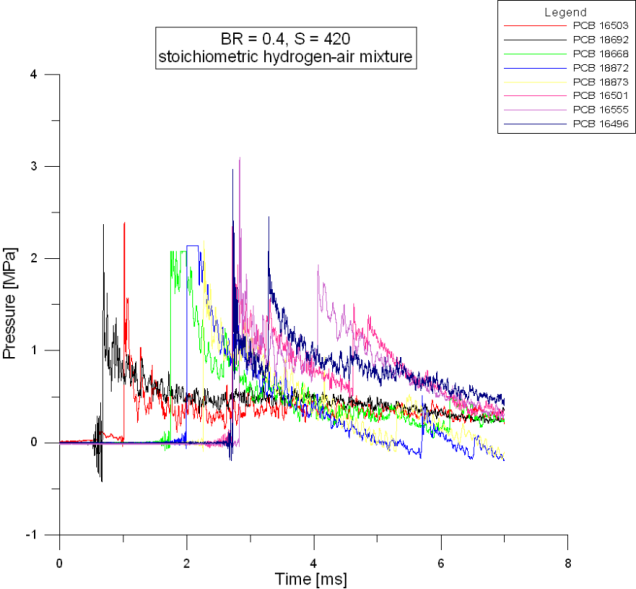 Legend
PCB 16503
PCB 18692
PCB 18668
PCB 18872
PCB 18873
PCB 16501
PCB 16555
PCB 16496
BR = 0.4, S = 420
stoichiometric hydrogen-air mixture
4
3
2
1
0
-1
Pressure [MPa]
0
2
4
6
8
Time [ms]